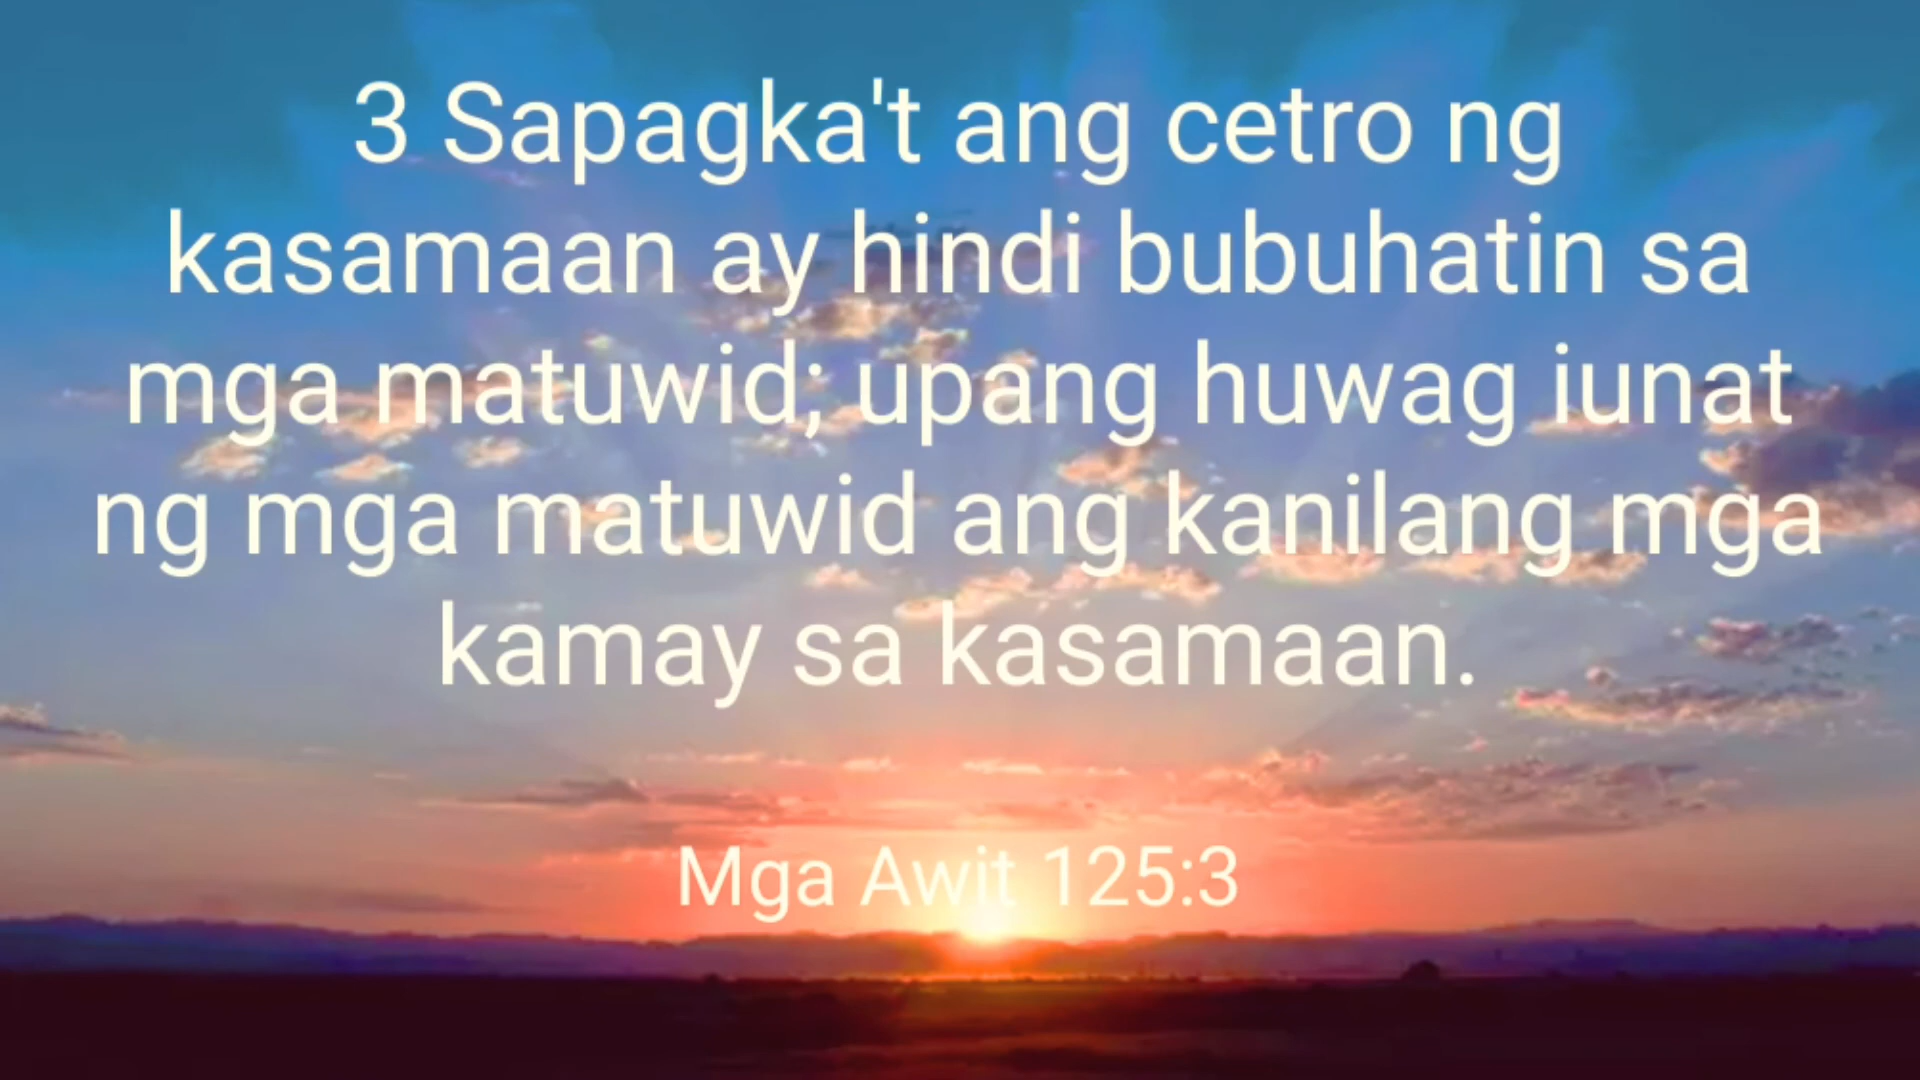 3 Sapagka't ang cetro ng
kasamaan ay hindi bubuhatin sa
mga matuwid; upang huwag iunat
ng mga matuwid ang kanilang mga
kamay sa kasamaan.
Mga Awit 125:3